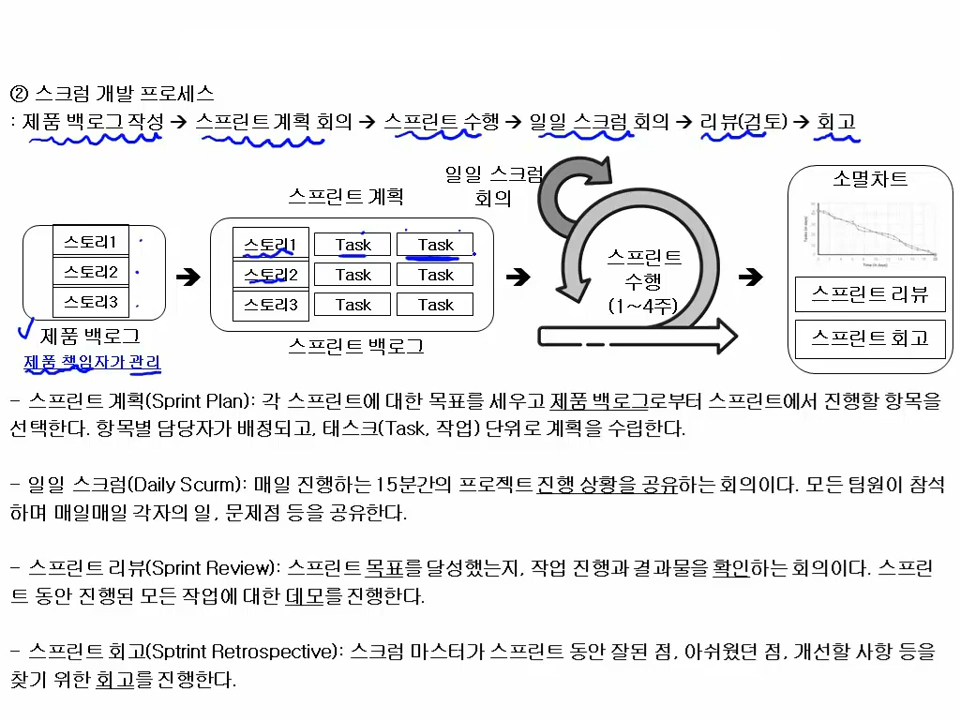 ② 스크럼 개발 프로세스
: 제품 백로그 작성 → 스프린트 계획 회의 → 스프린트 수행 → 일일 스크럼 회의 → 리뷰(검토) → 회고
스프린트 계획
일일 스크럼
회의
소멸차트
스토리1
스토리2
스토리3
제품 백로그
제품 책임자가 관리
스토리1 Task Task
스토리2 Task Task
스토리3 Task Task
스프린트 백로그
스프린트
수행
(1~4주)
스프린트 리뷰
스프린트 회고
- 스프린트 계획(Sprint Plan): 각 스프린트에 대한 목표를 세우고 제품 백로그로부터 스프린트에서 진행할 항목을
선택한다. 항목별 담당자가 배정되고, 태스크(Task, 작업) 단위로 계획을 수립한다.
- 일일 스크럼(Daily Scurm): 매일 진행하는 15분간의 프로젝트 진행 상황을 공유하는 회의이다. 모든 팀원이 참석
하며 매일매일 각자의 일, 문제점 등을 공유한다.
- 스프린트 리뷰(Sprint Review): 스프린트 목표를 달성했는지, 작업 진행과 결과물을 확인하는 회의이다. 스프린
트 동안 진행된 모든 작업에 대한 데모를 진행한다.
- 스프린트 회고(Sptrint Retrospective): 스크럼 마스터가 스프린트 동안 잘된 점, 아쉬웠던 점, 개선할 사항 등을
찾기 위한 회고를 진행한다.